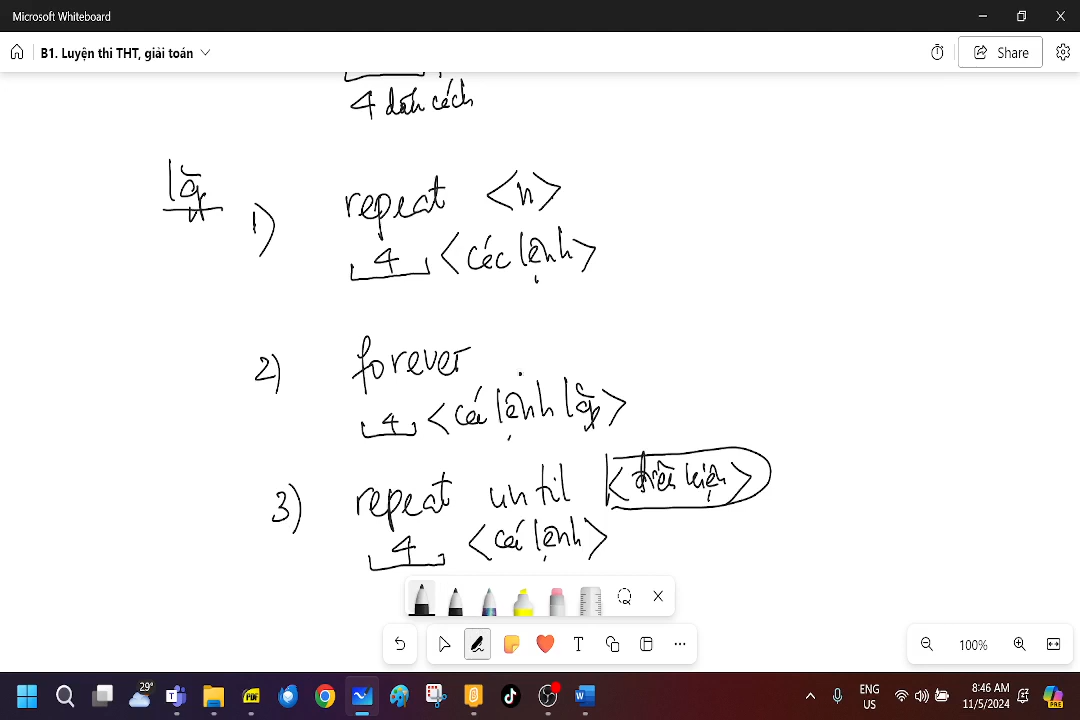 Microsoft Whiteboard
B1. Luyện thi THT, giải toán
Share
4 dấu cách
lặp
1) repeat <n>
4 <các lệnh>
2) forever
4 <các lệnh lặp>
3) repeat until <điều kiện>
4 <các lệnh>
T
100%
29°
PDF
ENG
US
8:46 AM
11/5/2024
PRE